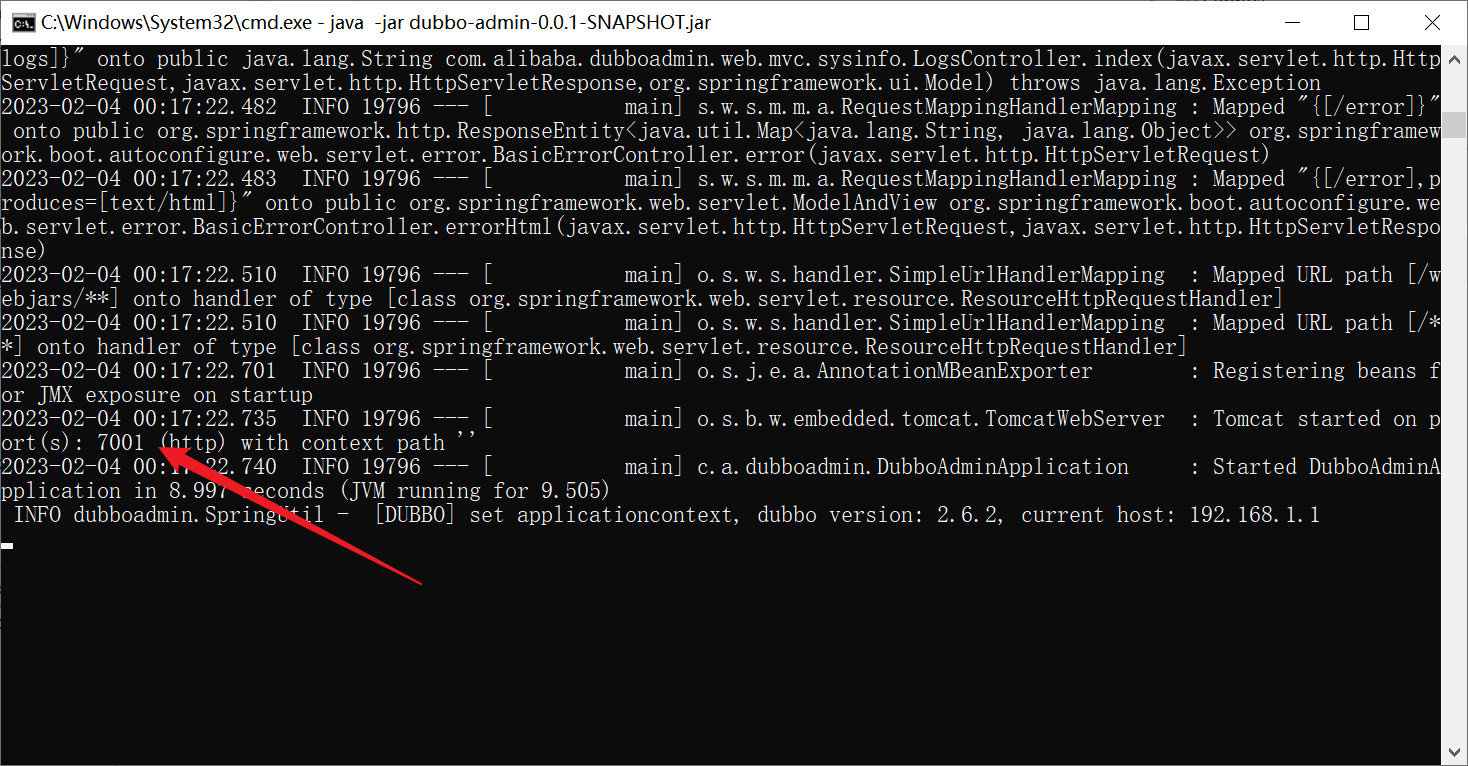 C:\Windows\System32\cmd.exe - java  -jar dubbo-admin-0.0.1-SNAPSHOT.jar
logs]}" onto public java.lang.String com.alibaba.dubboadmin.web.mvc.sysinfo.LogsController.index(javax.servlet.http.Http
ServletRequest,javax.servlet.http.HttpServletResponse,org.springframework.ui.Model) throws java.lang.Exception
2023-02-04 00:17:22.482  INFO 19796 --- [           main] s.w.s.m.m.a.RequestMappingHandlerMapping : Mapped "{[/error]}"
 onto public org.springframework.http.ResponseEntity<java.util.Map<java.lang.String, java.lang.Object>> org.springframew
ork.boot.autoconfigure.web.servlet.error.BasicErrorController.error(javax.servlet.http.HttpServletRequest)
2023-02-04 00:17:22.483  INFO 19796 --- [           main] s.w.s.m.m.a.RequestMappingHandlerMapping : Mapped "{[/error],p
roduces=[text/html]}" onto public org.springframework.web.servlet.ModelAndView org.springframework.boot.autoconfigure.we
b.servlet.error.BasicErrorController.errorHtml(javax.servlet.http.HttpServletRequest,javax.servlet.http.HttpServletRespo
nse)
2023-02-04 00:17:22.510  INFO 19796 --- [           main] o.s.w.s.handler.SimpleUrlHandlerMapping  : Mapped URL path [/w
ebjars/**] onto handler of type [class org.springframework.web.servlet.resource.ResourceHttpRequestHandler]
2023-02-04 00:17:22.510  INFO 19796 --- [           main] o.s.w.s.handler.SimpleUrlHandlerMapping  : Mapped URL path [/*
*] onto handler of type [class org.springframework.web.servlet.resource.ResourceHttpRequestHandler]
2023-02-04 00:17:22.701  INFO 19796 --- [           main] o.s.j.e.a.AnnotationMBeanExporter        : Registering beans f
or JMX exposure on startup
2023-02-04 00:17:22.735  INFO 19796 --- [           main] o.s.b.w.embedded.tomcat.TomcatWebServer  : Tomcat started on p
ort(s): 7001 (http) with context path ''
2023-02-04 00:17:22.740  INFO 19796 --- [           main] c.a.dubboadmin.DubboAdminApplication     : Started DubboAdminA
pplication in 8.997 seconds (JVM running for 9.505)
 INFO dubboadmin.SpringUtil -  [DUBBO] set applicationcontext, dubbo version: 2.6.2, current host: 192.168.1.1